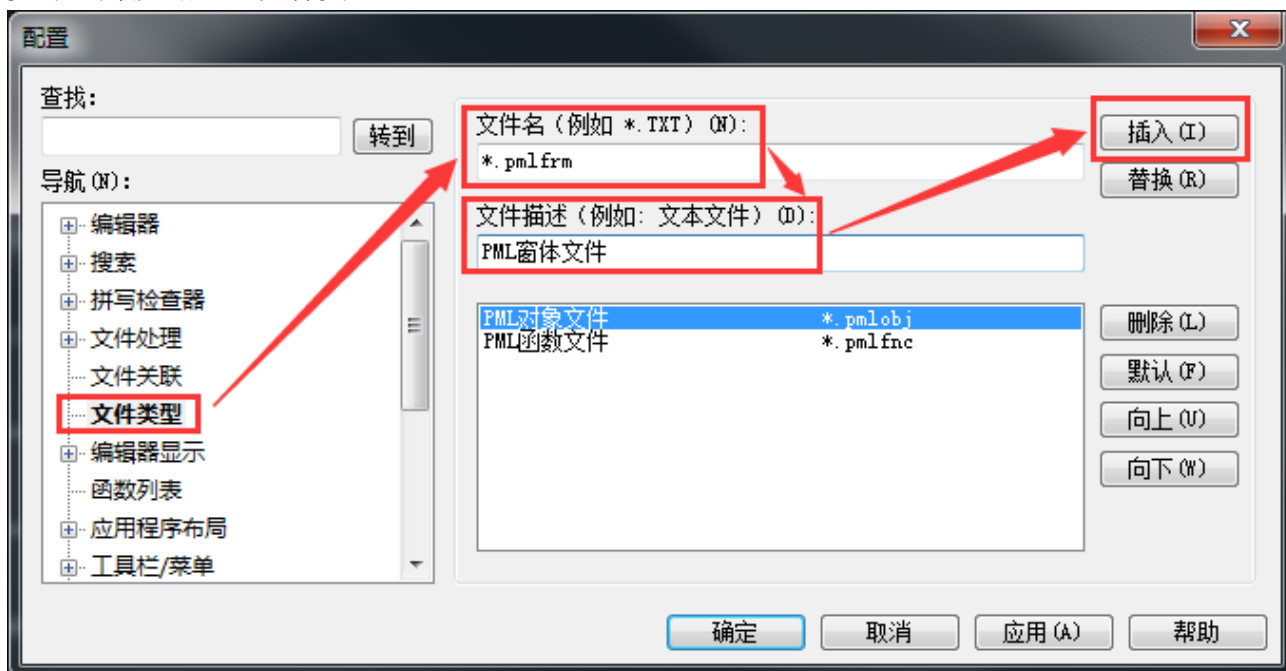 配置
查找:
转到
导航(N):
编辑器
搜索
拼写检查器
文件处理
文件关联
文件类型
编辑器显示
函数列表
应用程序布局
工具栏/菜单
文件名（例如 *.TXT）(N):
*.pmlfrm
文件描述（例如: 文本文件）(D):
PML窗体文件
PML对象文件 *.pmlobj
PML函数文件 *.pmlfnc
插入(I)
替换(R)
删除(L)
默认(F)
向上(U)
向下(W)
确定
取消
应用(A)
帮助